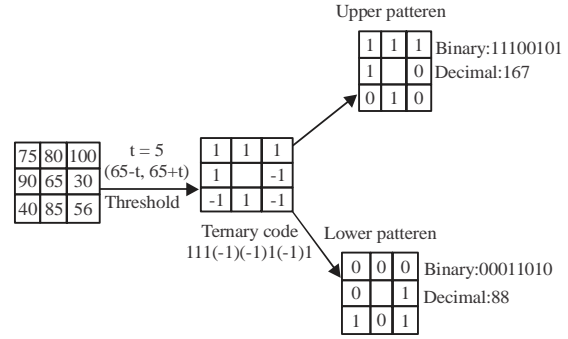 Upper patteren
1 1 1
1 0
0 1 0
Binary:11100101
Decimal:167
75 80 100
90 65 30
40 85 56
t = 5
(65-t, 65+t)
Threshold
1 1 1
1 -1
-1 1 -1
Ternary code
111(-1)(-1)1(-1)1
Lower patteren
0 0 0
0 1
1 0 1
Binary:00011010
Decimal:88